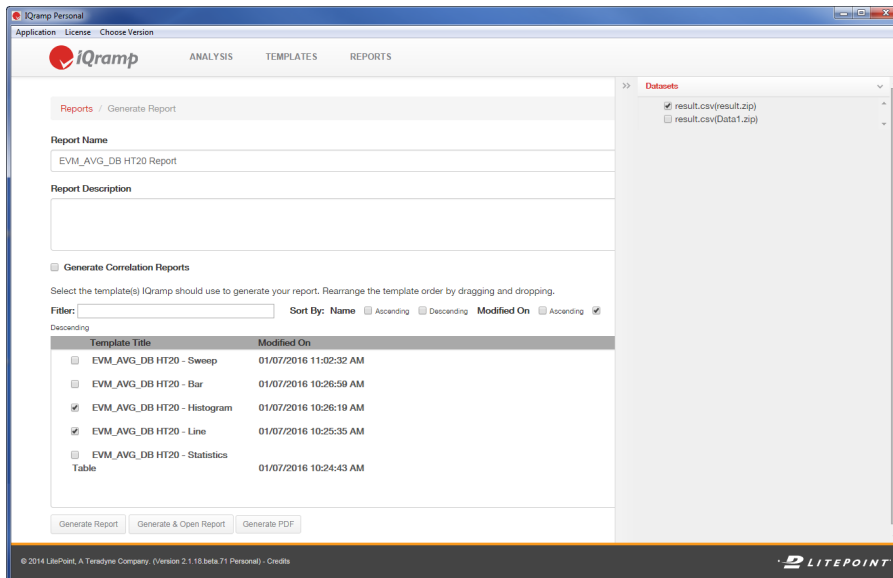 IQramp Personal
Application License Choose Version
iQramp ANALYSIS TEMPLATES REPORTS
Datasets
result.csv(result.zip)
result.csv(Data1.zip)
Reports / Generate Report
Report Name
EVM_AVG_DB HT20 Report
Report Description
Generate Correlation Reports
Select the template(s) IQramp should use to generate your report. Rearrange the template order by dragging and dropping.
Fitler: Sort By: Name Ascending Descending Modified On Ascending
Descending
Template Title Modified On
EVM_AVG_DB HT20 - Sweep 01/07/2016 11:02:32 AM
EVM_AVG_DB HT20 - Bar 01/07/2016 10:26:59 AM
EVM_AVG_DB HT20 - Histogram 01/07/2016 10:26:19 AM
EVM_AVG_DB HT20 - Line 01/07/2016 10:25:35 AM
EVM_AVG_DB HT20 - Statistics
Table 01/07/2016 10:24:43 AM
Generate Report Generate & Open Report Generate PDF
© 2014 LitePoint, A Teradyne Company. (Version 2.1.18.beta.71 Personal) - Credits
LITEPOINT